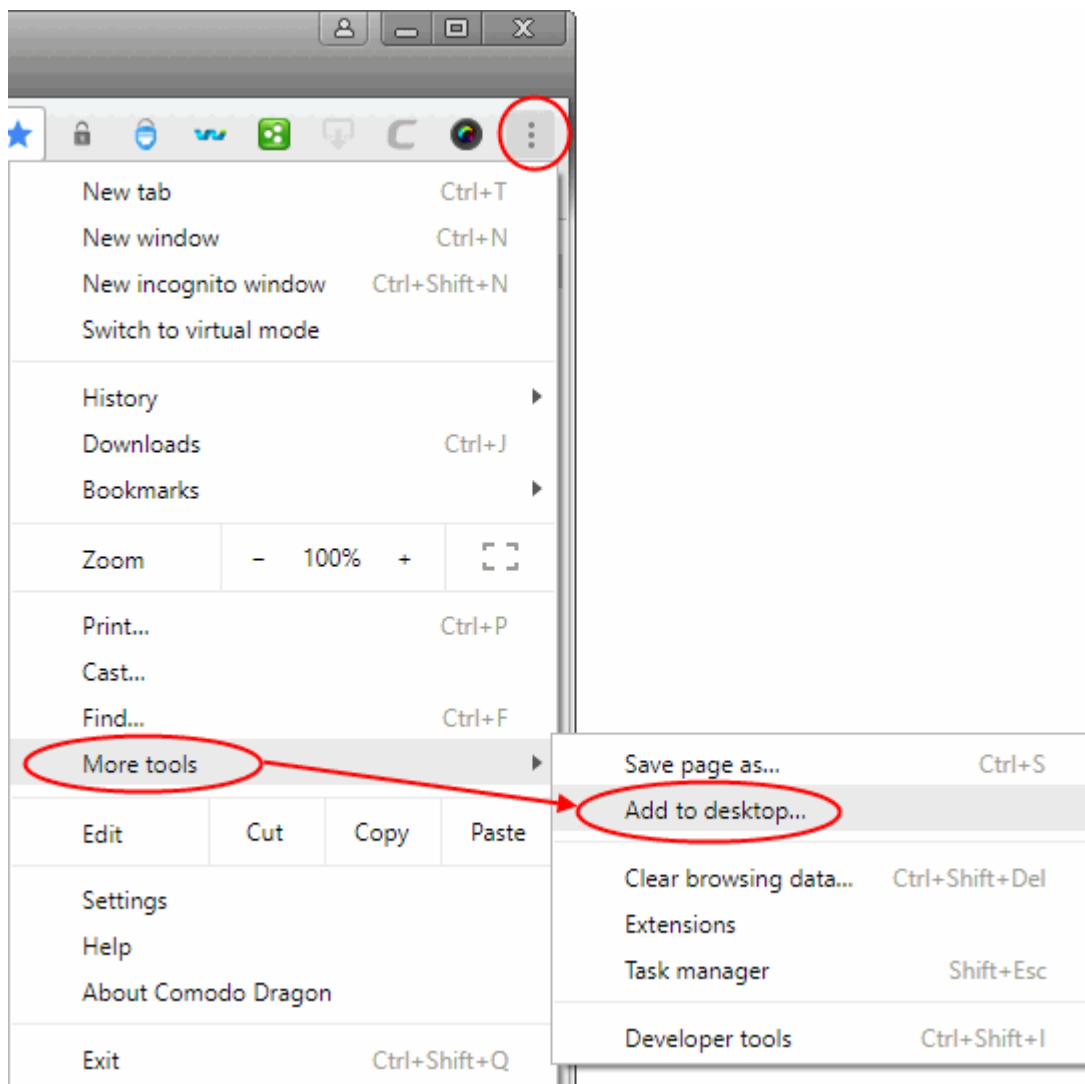 New tab Ctrl+T
New window Ctrl+N
New incognito window Ctrl+Shift+N
Switch to virtual mode
History
Downloads Ctrl+J
Bookmarks
Zoom - 100% +
Print... Ctrl+P
Cast...
Find... Ctrl+F
More tools
Edit Cut Copy Paste
Settings
Help
About Comodo Dragon
Exit Ctrl+Shift+Q
Save page as... Ctrl+S
Add to desktop...
Clear browsing data... Ctrl+Shift+Del
Extensions
Task manager Shift+Esc
Developer tools Ctrl+Shift+I